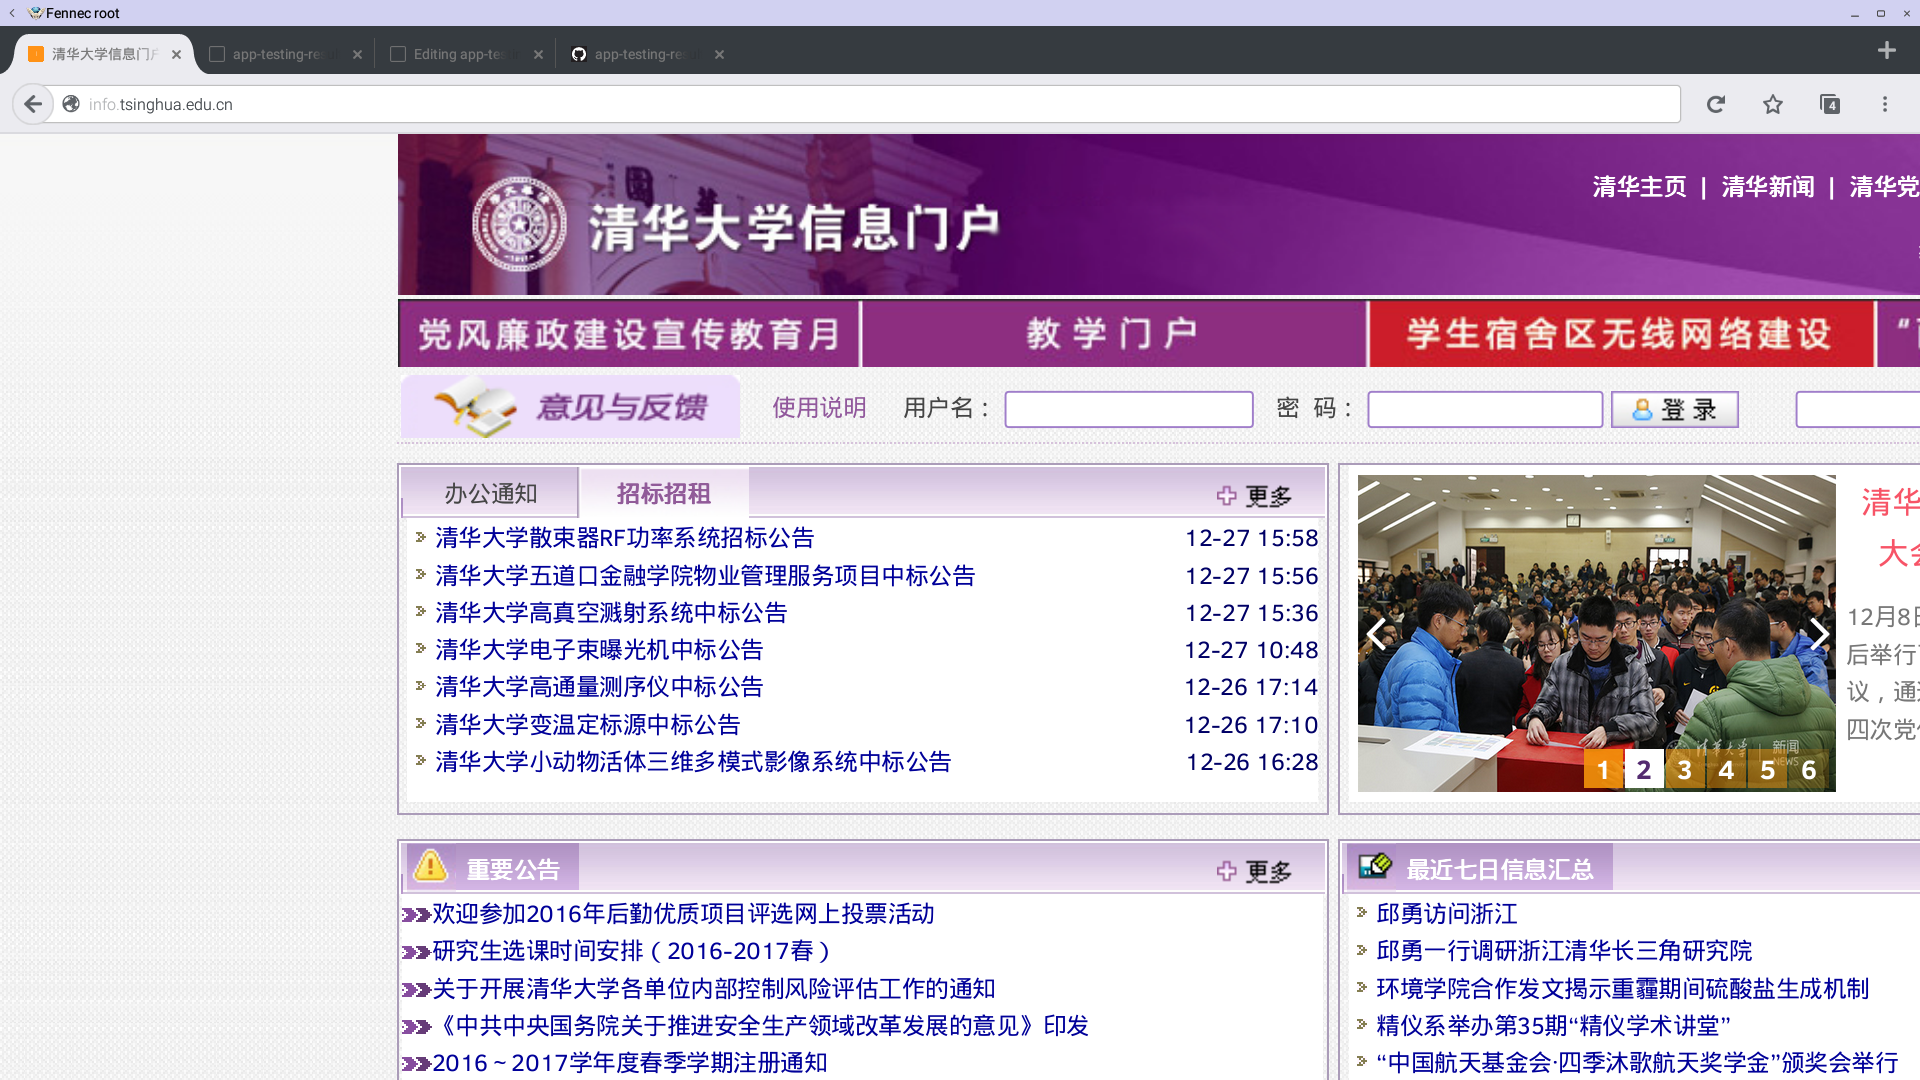 Fennec root
清华大学信息门户
app-testing-re
Editing app-tes
app-testing-re
info.tsinghua.edu.cn
4
清华大学信息门户
清华主页 | 清华新闻 | 清华党
党风廉政建设宣传教育月
教学门户
学生宿舍区无线网络建设
意见与反馈
使用说明
用户名：
密 码：
登录
办公通知
招标招租
更多
清华大学散束器RF功率系统招标公告 12-27 15:58
清华大学五道口金融学院物业管理服务项目中标公告 12-27 15:56
清华大学高真空溅射系统中标公告 12-27 15:36
清华大学电子束曝光机中标公告 12-27 10:48
清华大学高通量测序仪中标公告 12-26 17:14
清华大学变温定标源中标公告 12-26 17:10
清华大学小动物活体三维多模式影像系统中标公告 12-26 16:28
清华
大会
12月8日
后举行
议，通
四次党
清华大学 | 新闻
NEWS
1 2 3 4 5 6
重要公告
更多
欢迎参加2016年后勤优质项目评选网上投票活动
研究生选课时间安排（2016-2017春）
关于开展清华大学各单位内部控制风险评估工作的通知
《中共中央国务院关于推进安全生产领域改革发展的意见》印发
2016～2017学年度春季学期注册通知
最近七日信息汇总
邱勇访问浙江
邱勇一行调研浙江清华长三角研究院
环境学院合作发文揭示重霾期间硫酸盐生成机制
精仪系举办第35期“精仪学术讲堂”
“中国航天基金会·四季沐歌航天奖学金”颁奖会举行